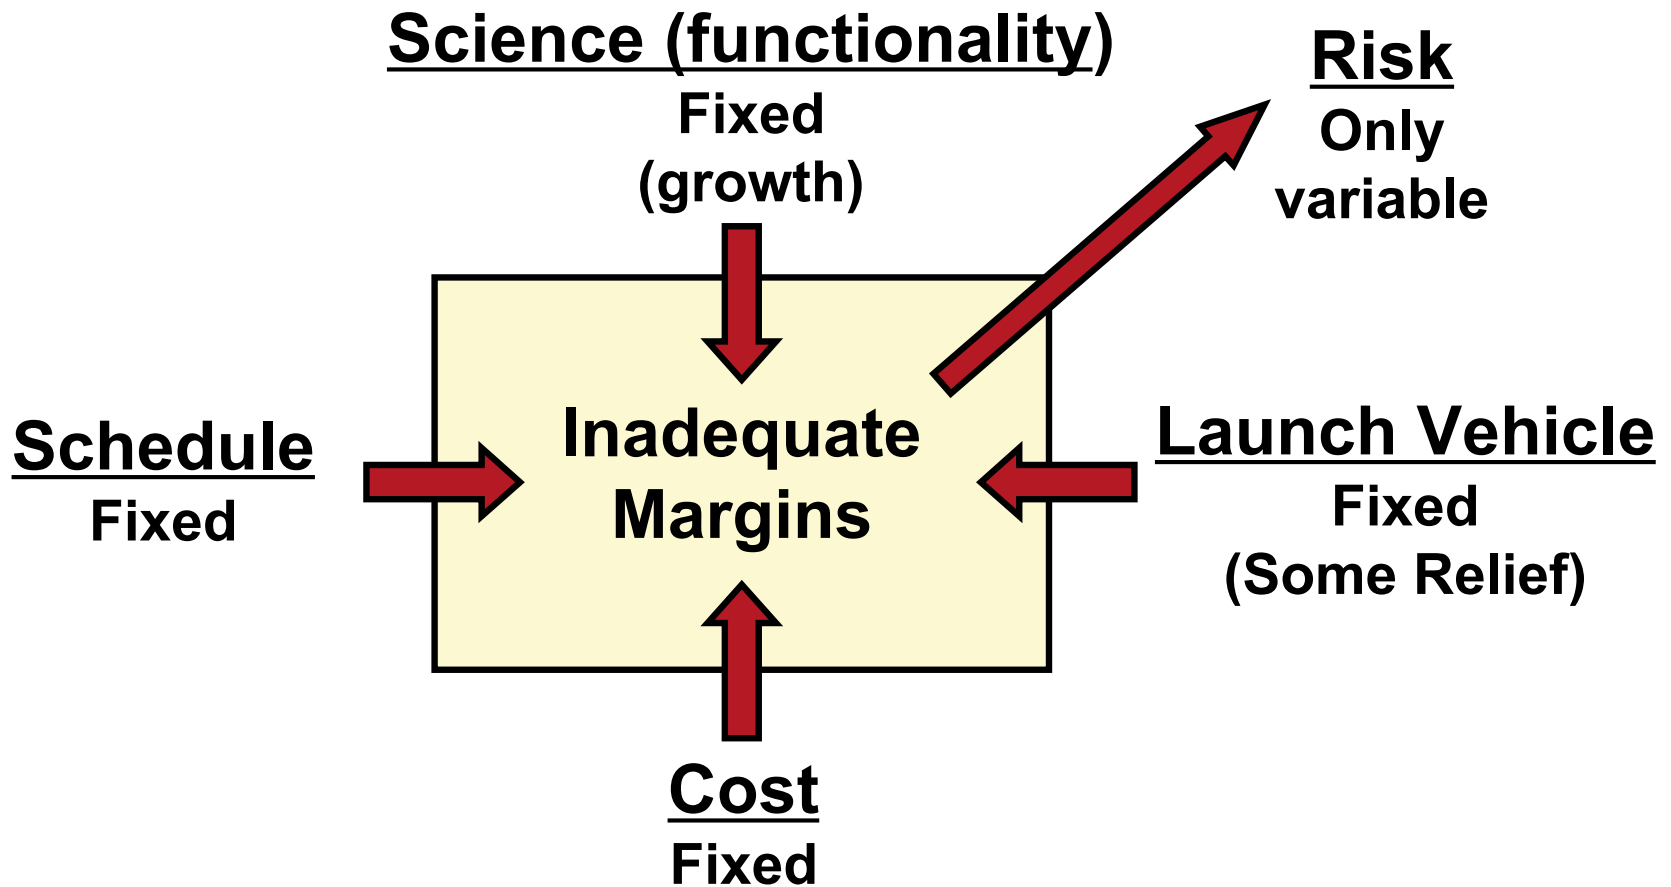 Science (functionality)
Fixed
(growth)
Risk
Only
variable
Schedule
Fixed
Inadequate
Margins
Launch Vehicle
Fixed
(Some Relief)
Cost
Fixed